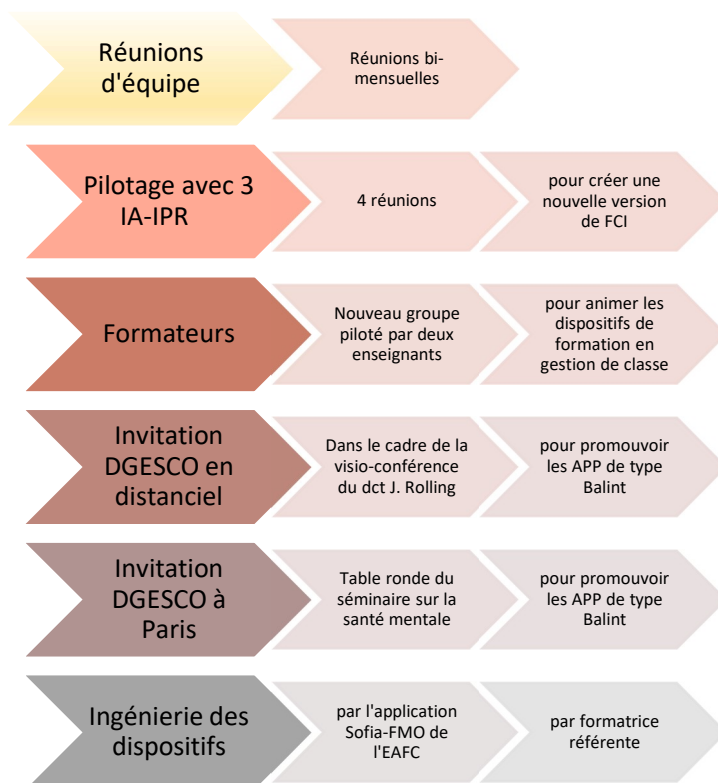 Réunions
d'équipe
Réunions bi-
mensuelles
Pilotage avec 3
IA-IPR
4 réunions
pour créer une
nouvelle version
de FCI
Formateurs
Nouveau groupe
piloté par deux
enseignants
pour animer les
dispositifs de
formation en
gestion de classe
Invitation
DGESCO en
distanciel
Dans le cadre de la
visio-conférence
du dct J. Rolling
pour promouvoir
les APP de type
Balint
Invitation
DGESCO à
Paris
Table ronde du
séminaire sur la
santé mentale
pour promouvoir
les APP de type
Balint
Ingénierie des
dispositifs
par l'application
Sofia-FMO de
l'EAFC
par formatrice
référente